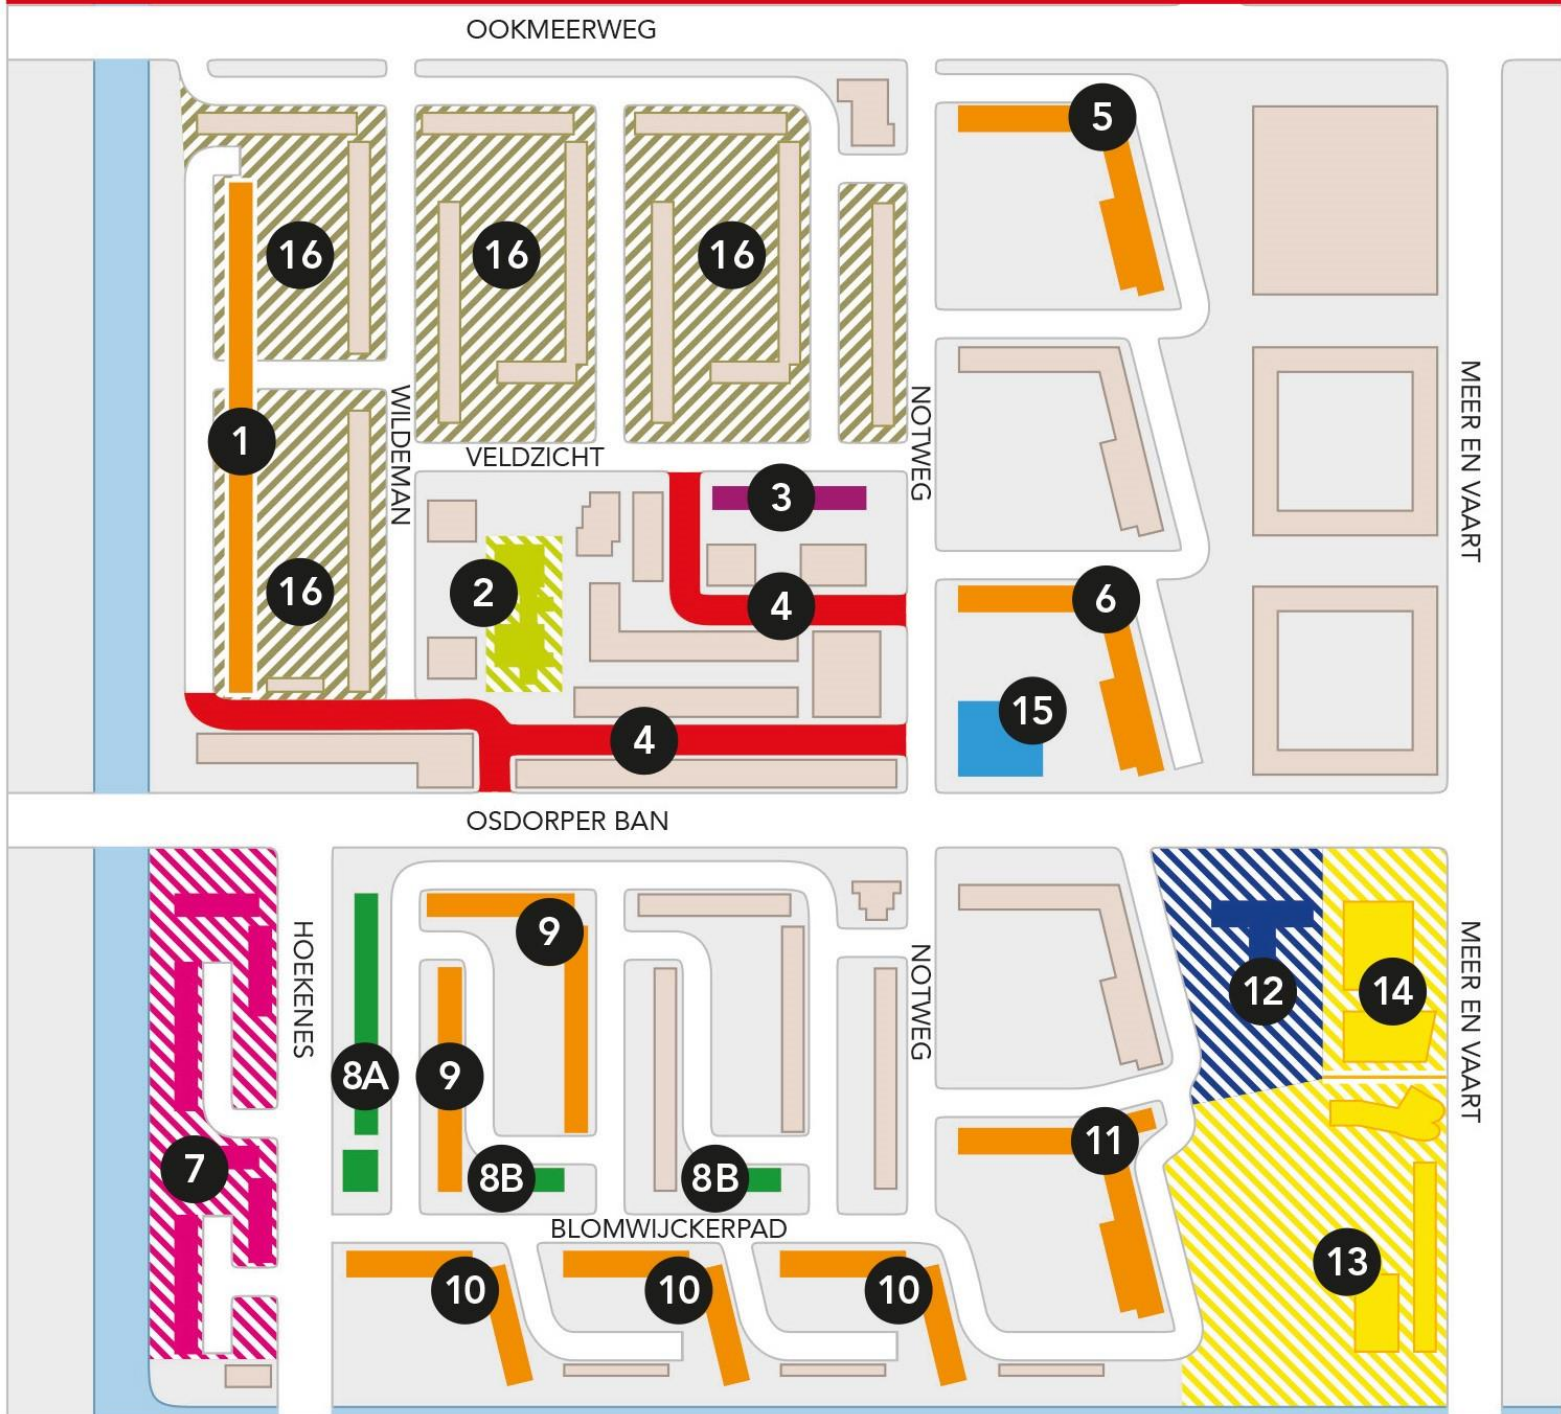 OOKMEERWEG
5
16
16
16
1
WILDEMAN
VELDZICHT
NOTWEG
MEER EN VAART
3
2
16
4
6
15
4
OSDORPER BAN
9
HOEKENES
NOTWEG
MEER EN VAART
12
14
8A
9
11
7
8B
8B
BLOMWIJCKERPAD
13
10
10
10